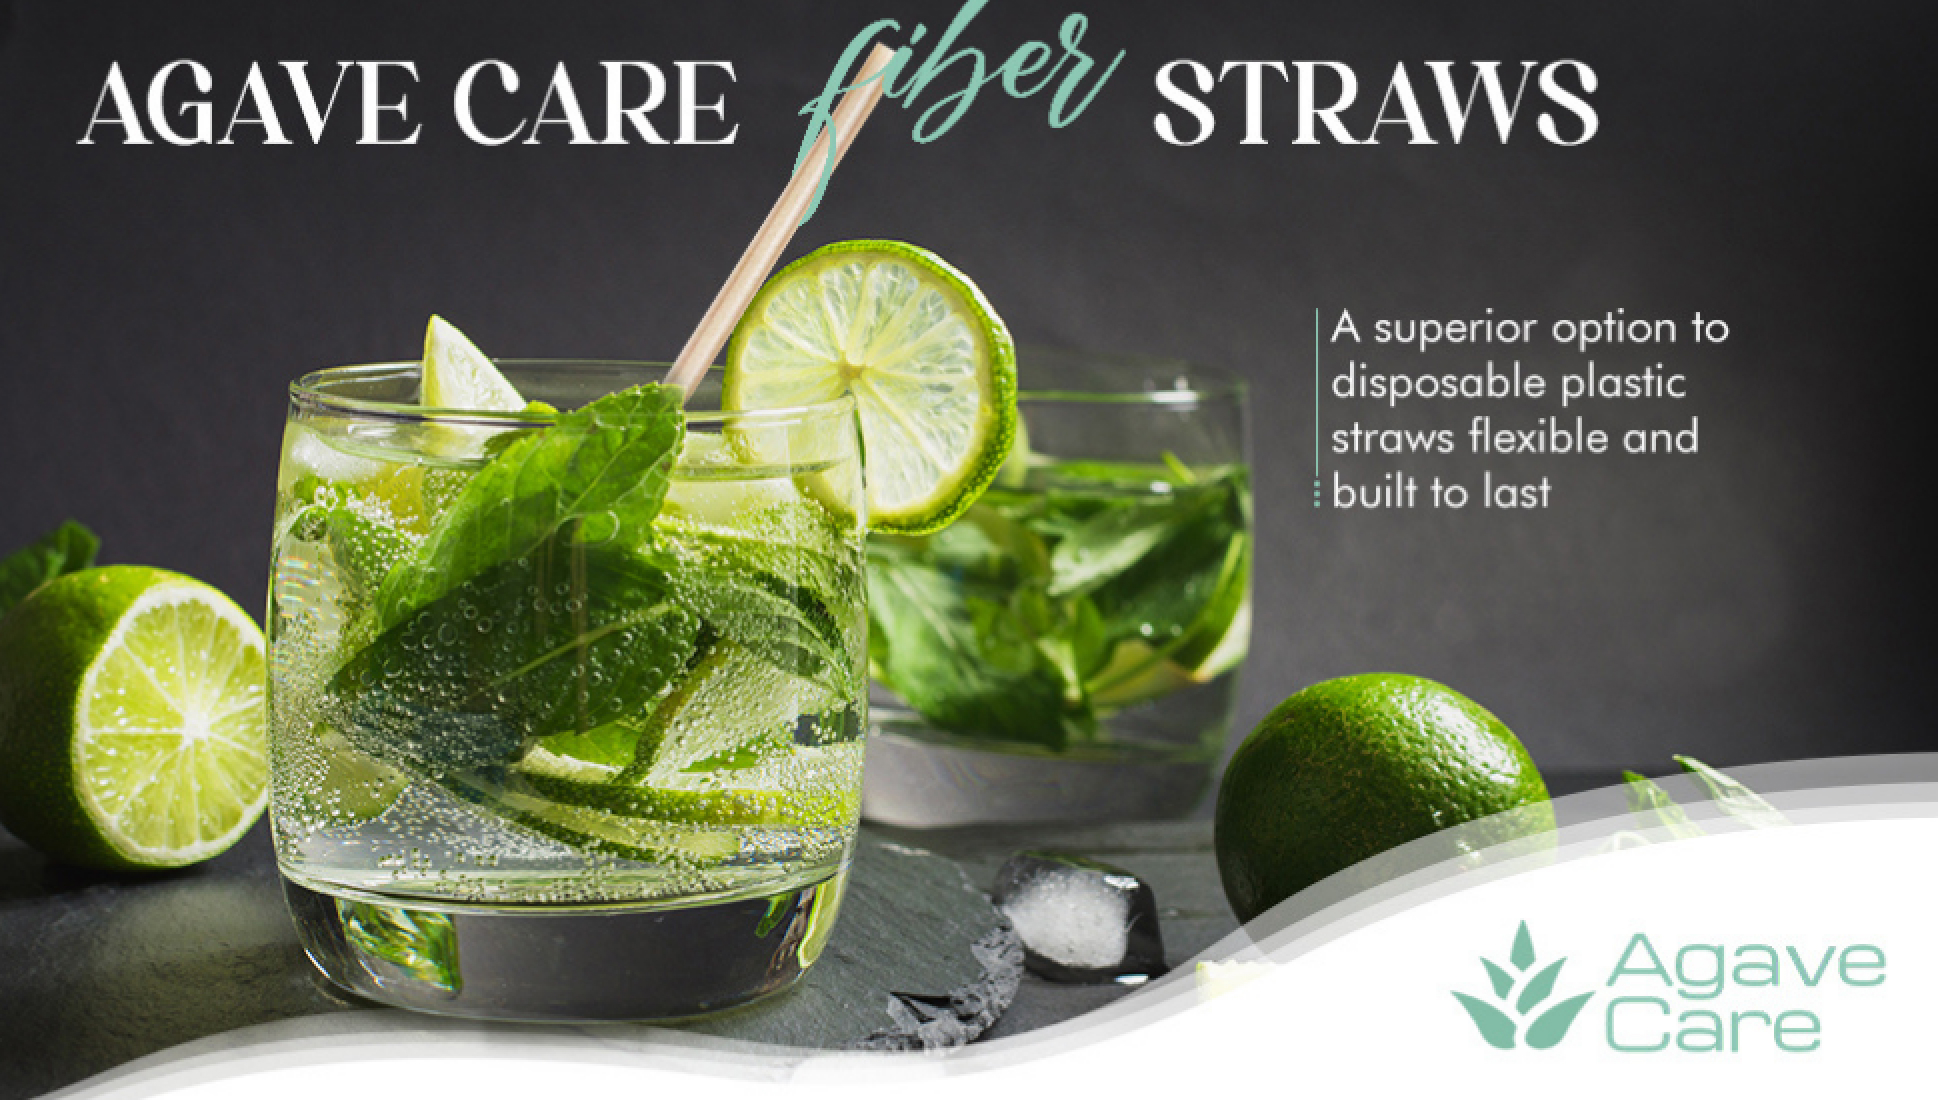 AGAVE CARE fiber STRAWS
A superior option to
disposable plastic
straws flexible and
built to last
Agave
Care